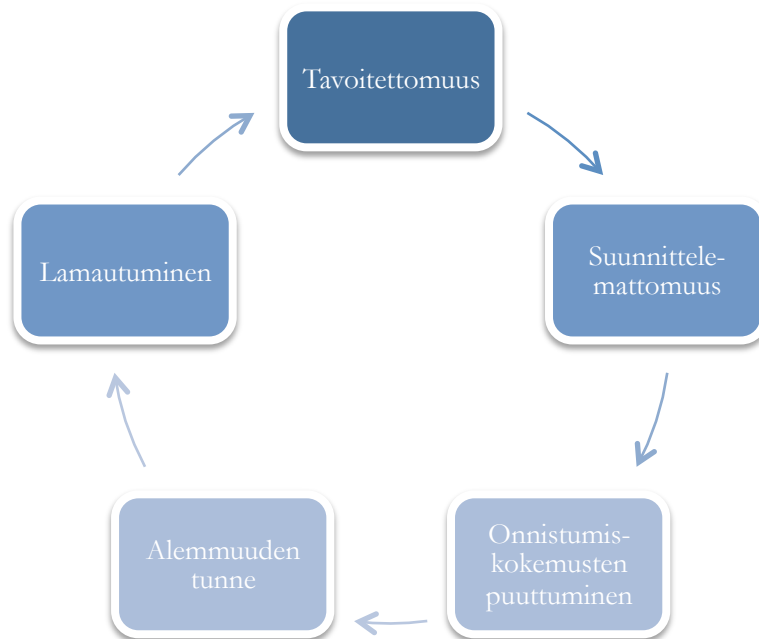 Tavoitettomuus
Suunnittele-
mattomuus
Onnistumis-
kokemusten
puuttuminen
Alemmuuden
tunne
Lamautuminen